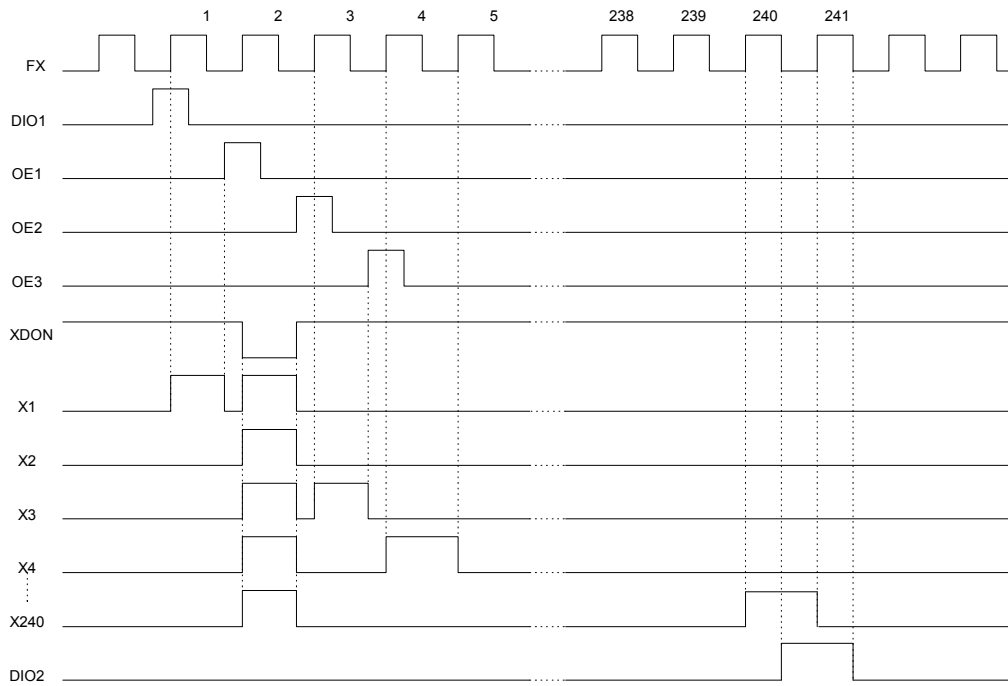 1 2 3 4 5 238 239 240 241
FX
DIO1
OE1
OE2
OE3
XDON
X1
X2
X3
X4
X240
DIO2